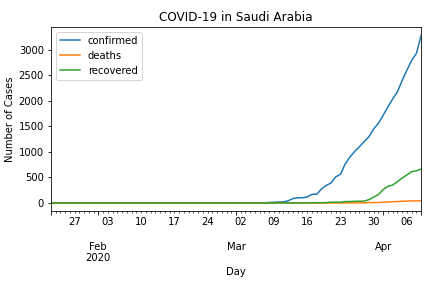 COVID-19 in Saudi Arabia
confirmed
deaths
recovered
Number of Cases
3000
2500
2000
1500
1000
500
0
27 03 10 17 24 02 09 16 23 30 06
Feb Mar Apr
2020
Day